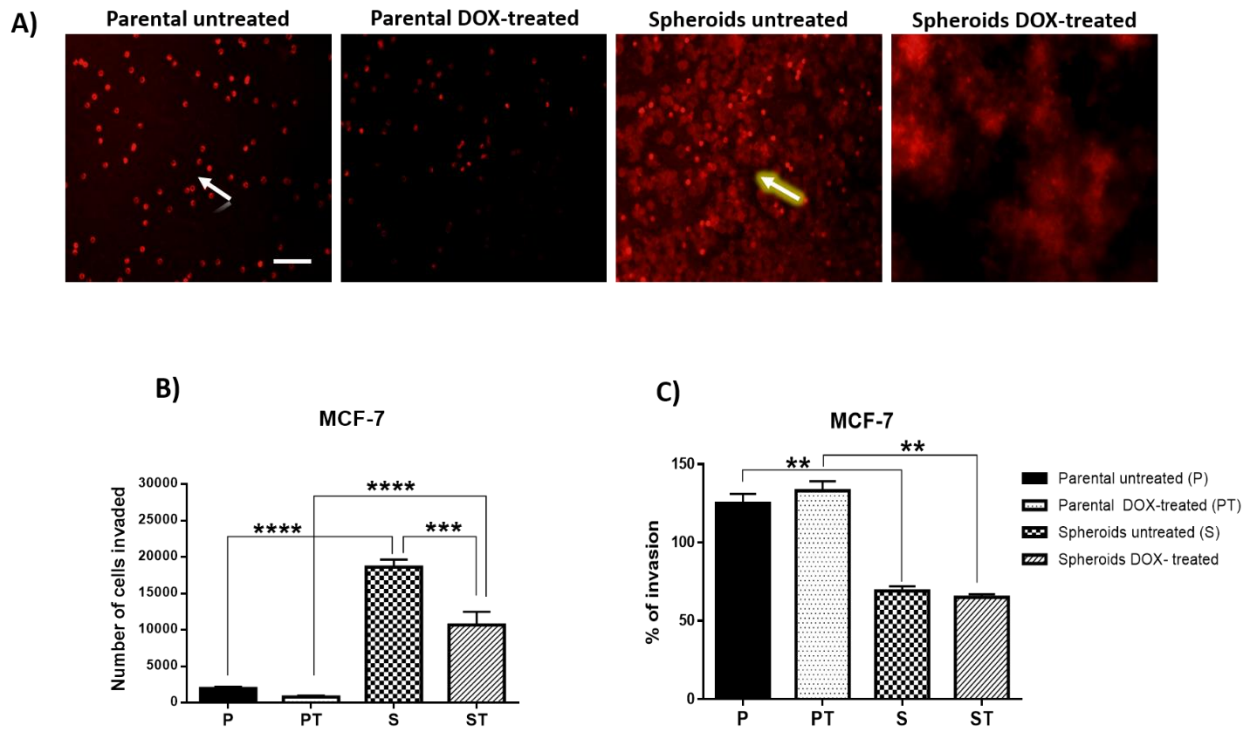 A)
Parental untreated
Parental DOX-treated
Spheroids untreated
Spheroids DOX-treated
B)
MCF-7
Number of cells invaded
30000
25000
20000
15000
10000
5000
0
****
****
***
P
PT
S
ST
C)
MCF-7
% of invasion
150
100
50
0
**
**
P
PT
S
ST
Parental untreated (P)
Parental DOX-treated (PT)
Spheroids untreated (S)
Spheroids DOX- treated